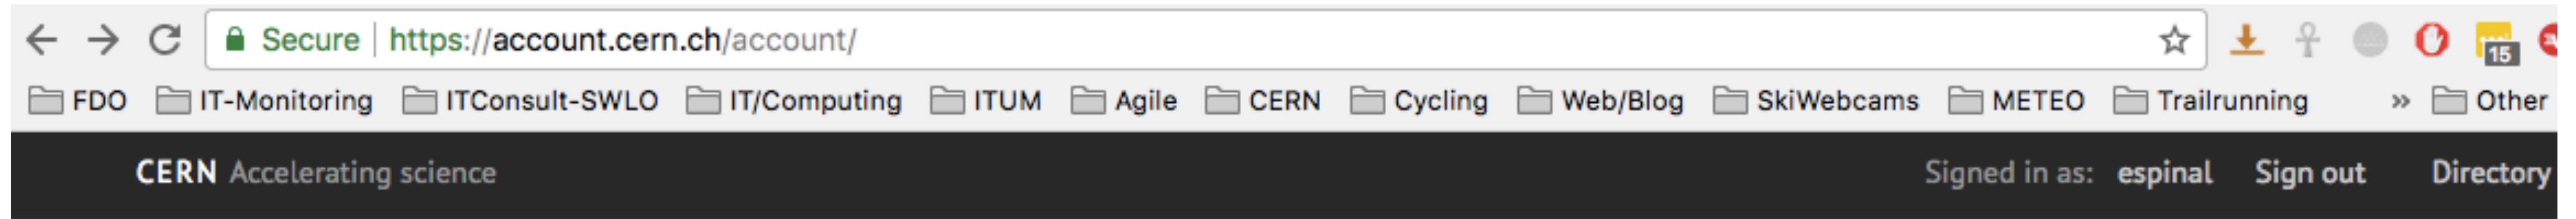 Secure | https://account.cern.ch/account/ 15
FDO IT-Monitoring ITConsult-SWLO IT/Computing ITUM Agile CERN Cycling Web/Blog SkiWebcams METEO Trailrunning » Other
CERN Accelerating science Signed in as: espinal Sign out Directory